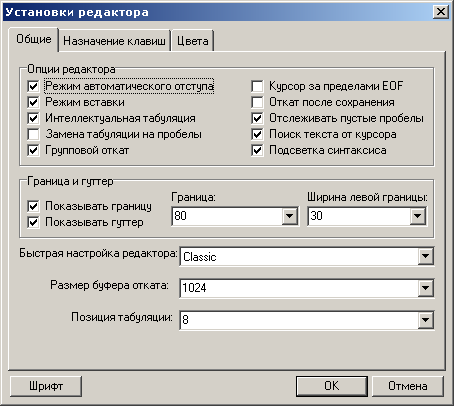 Установки редактора
Общие Назначение клавиш Цвета
Опции редактора
Режим автоматического отступа
Режим вставки
Интеллектуальная табуляция
Замена табуляции на пробелы
Групповой откат
Курсор за пределами EOF
Откат после сохранения
Отслеживать пустые пробелы
Поиск текста от курсора
Подсветка синтаксиса
Граница и гуттер
Показывать границу
Показывать гуттер
Граница:
80
Ширина левой границы:
30
Быстрая настройка редактора: Classic
Размер буфера отката: 1024
Позиция табуляции: 8
Шрифт OK Отмена